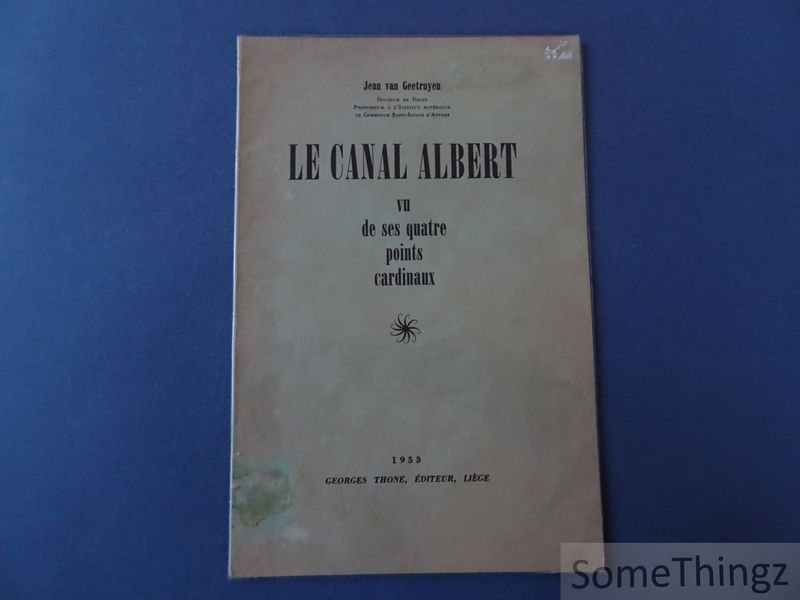 Jean van Geetruyen
Docteur en Droit
Professeur à l'Institut supérieur
de Commerce Saint-Ignace d'Anvers
LE CANAL ALBERT
vu
de ses quatre
points
cardinaux
1953
GEORGES THONE, ÉDITEUR, LIÈGE
SomeThingz